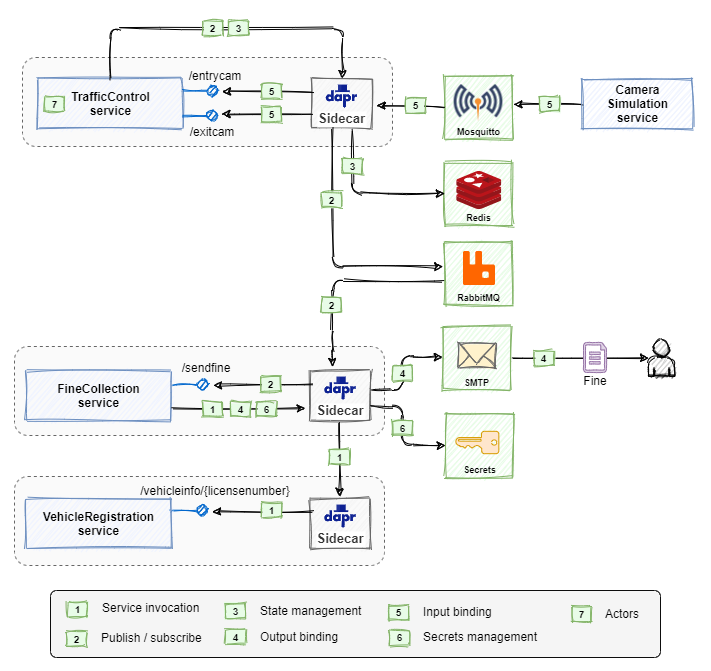 2
3
/entrycam
TrafficControl
service
7
5
5
/exitcam
dapr
Sidecar
5
Mosquitto
5
Camera
Simulation
service
3
Redis
2
RabbitMQ
2
/sendfine
FineCollection
service
2
1
4
6
dapr
Sidecar
4
SMTP
4
Fine
6
Secrets
1
/vehicleinfo/{licensenumber}
VehicleRegistration
service
1
dapr
Sidecar
1 Service invocation
3 State management
5 Input binding
7 Actors
2 Publish / subscribe
4 Output binding
6 Secrets management